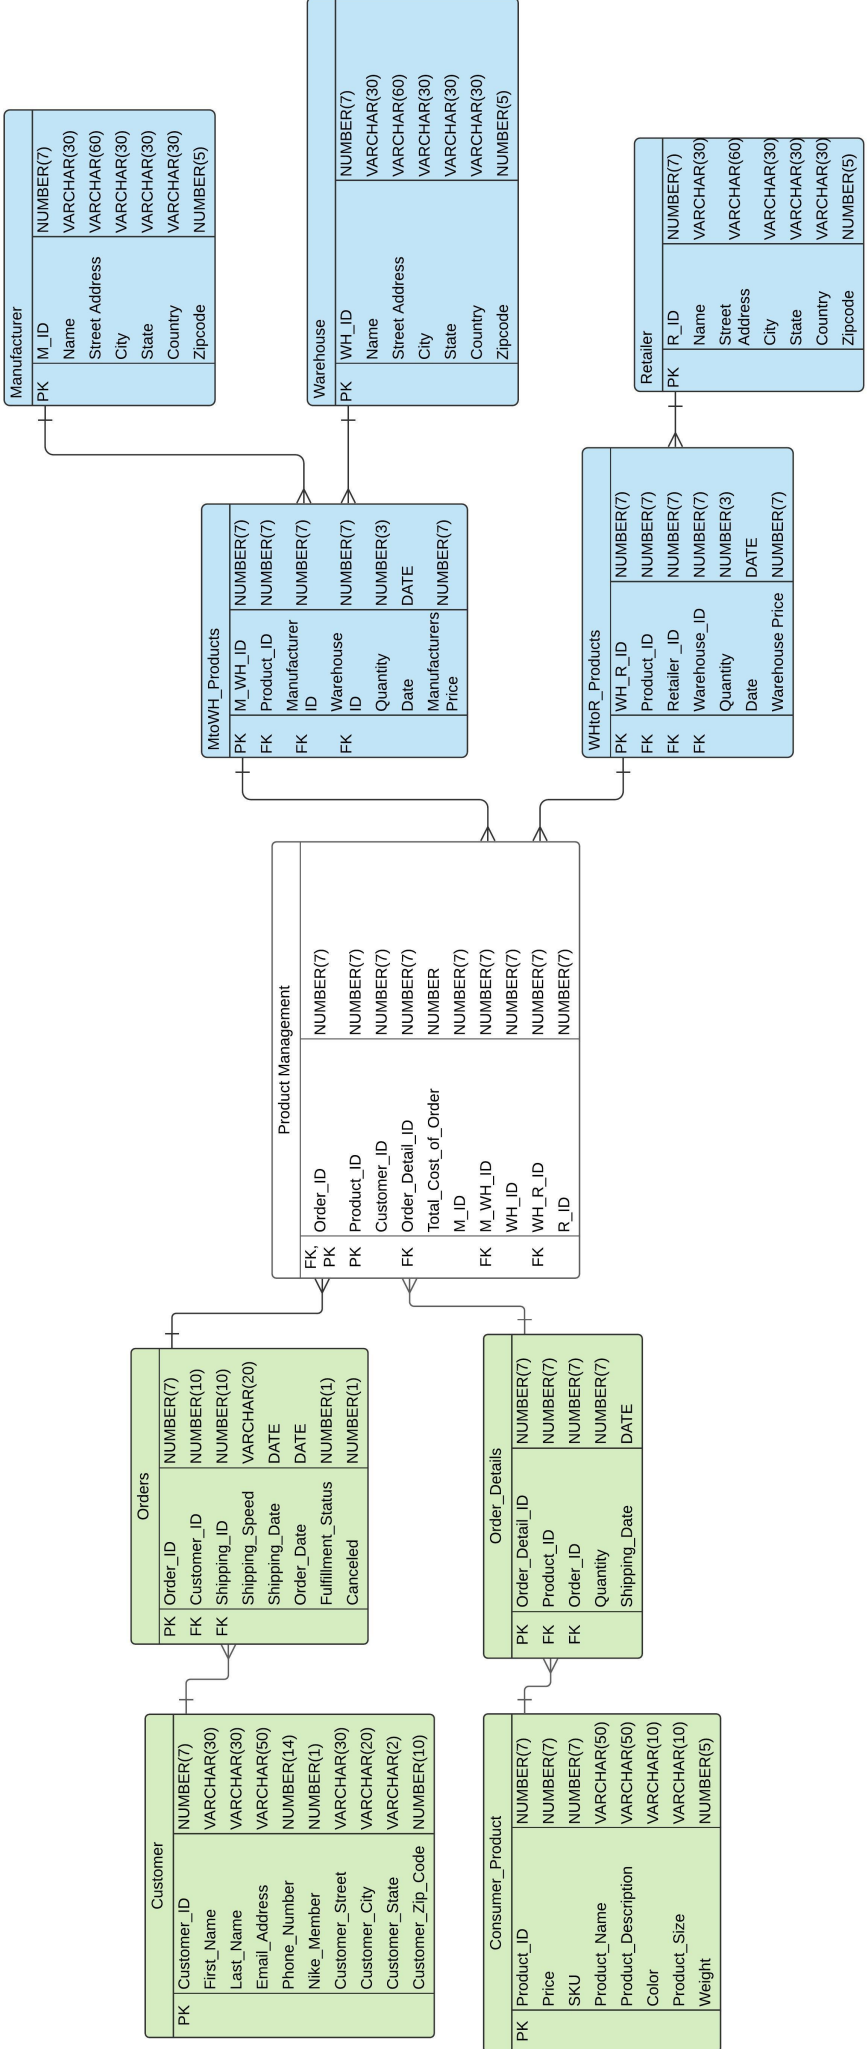 Customer
PK Customer_ID NUMBER(7)
First_Name VARCHAR(30)
Last_Name VARCHAR(30)
Email_Address VARCHAR(50)
Phone_Number NUMBER(14)
Nike_Member NUMBER(1)
Customer_Street VARCHAR(30)
Customer_City VARCHAR(20)
Customer_State VARCHAR(2)
Customer_Zip_Code NUMBER(10)
Consumer_Product
PK Product_ID NUMBER(7)
Price NUMBER(7)
SKU NUMBER(7)
Product_Name VARCHAR(50)
Product_Description VARCHAR(50)
Color VARCHAR(10)
Product_Size VARCHAR(10)
Weight NUMBER(5)
Orders
PK Order_ID NUMBER(7)
FK Customer_ID NUMBER(10)
FK Shipping_ID NUMBER(10)
Shipping_Speed VARCHAR(20)
Shipping_Date DATE
Order_Date DATE
Fulfillment_Status NUMBER(1)
Canceled NUMBER(1)
Order_Details
PK Order_Detail_ID NUMBER(7)
FK Product_ID NUMBER(7)
FK Order_ID NUMBER(7)
Quantity NUMBER(7)
Shipping_Date DATE
Product Management
FK,
PK Order_ID NUMBER(7)
PK Product_ID NUMBER(7)
Customer_ID NUMBER(7)
FK Order_Detail_ID NUMBER(7)
Total_Cost_of_Order NUMBER
M_ID NUMBER(7)
FK M_WH_ID NUMBER(7)
WH_ID NUMBER(7)
FK WH_R_ID NUMBER(7)
R_ID NUMBER(7)
MtoWH_Products
PK M_WH_ID NUMBER(7)
FK Product_ID NUMBER(7)
FK Manufacturer NUMBER(7)
ID
FK Warehouse NUMBER(7)
ID
Quantity NUMBER(3)
Date DATE
Manufacturers
Price NUMBER(7)
WHtoR_Products
PK WH_R_ID NUMBER(7)
FK Product_ID NUMBER(7)
FK Retailer _ID NUMBER(7)
FK Warehouse_ID NUMBER(7)
Quantity NUMBER(3)
Date DATE
Warehouse Price NUMBER(7)
Manufacturer
PK M_ID NUMBER(7)
Name VARCHAR(30)
Street Address VARCHAR(60)
City VARCHAR(30)
State VARCHAR(30)
Country VARCHAR(30)
Zipcode NUMBER(5)
Warehouse
PK WH_ID NUMBER(7)
Name VARCHAR(30)
Street Address VARCHAR(60)
City VARCHAR(30)
State VARCHAR(30)
Country VARCHAR(30)
Zipcode NUMBER(5)
Retailer
PK R_ID NUMBER(7)
Name VARCHAR(30)
Street VARCHAR(60)
Address
City VARCHAR(30)
State VARCHAR(30)
Country VARCHAR(30)
Zipcode NUMBER(5)